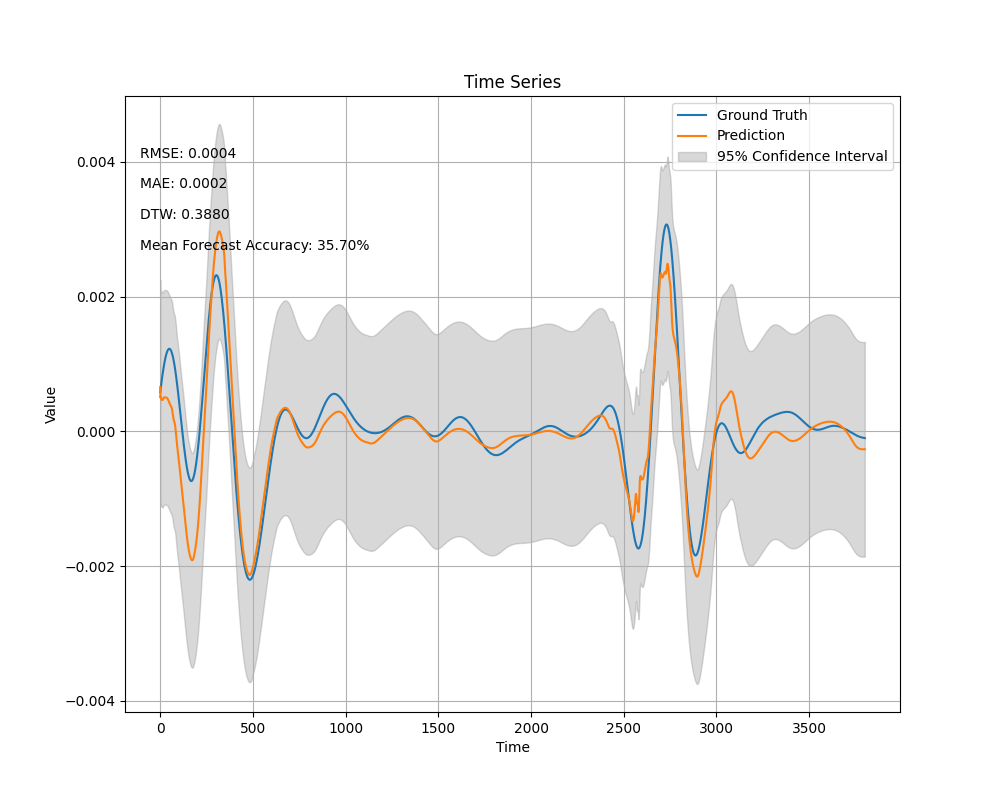 Time Series
Ground Truth
Prediction
95% Confidence Interval
RMSE: 0.0004
MAE: 0.0002
DTW: 0.3880
Mean Forecast Accuracy: 35.70%
Value
0.004
0.002
0.000
−0.002
−0.004
0 500 1000 1500 2000 2500 3000 3500
Time